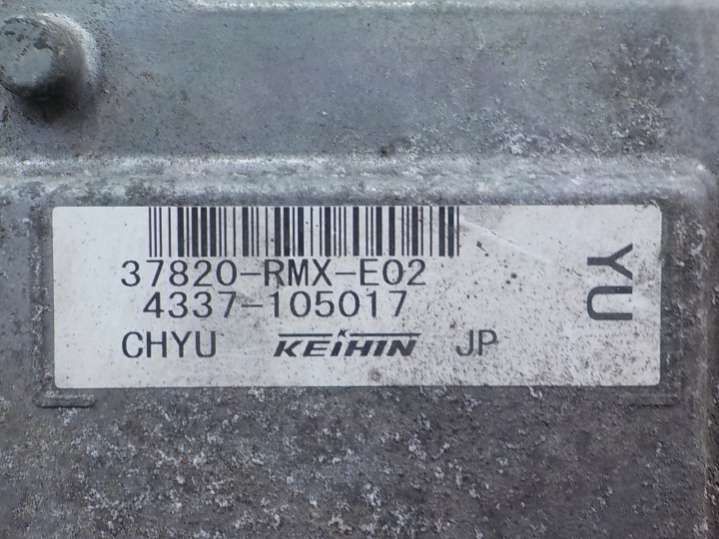 37820-RMX-E02
4337-105017
CHYU KEIHIN JP
YU